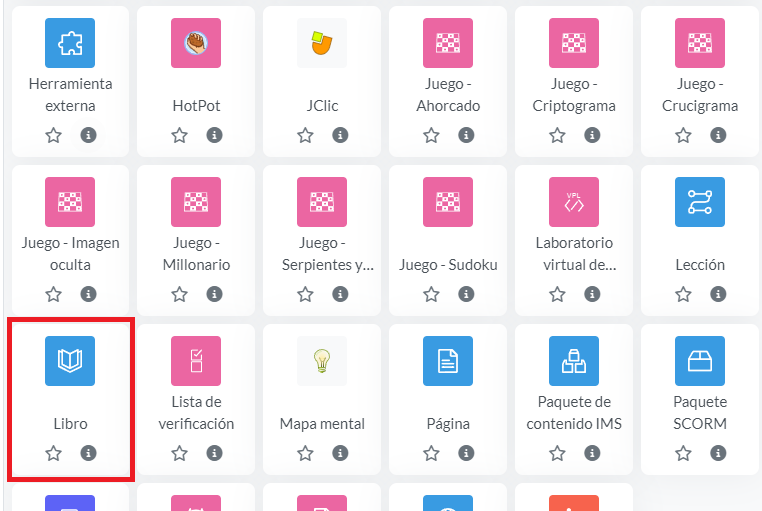 Herramienta
externa
HotPot
JClic
Juego -
Ahorcado
Juego -
Criptograma
Juego -
Crucigrama
Juego - Imagen
oculta
Juego -
Millonario
Juego -
Serpientes y...
Juego - Sudoku
VPL
Laboratorio
virtual de...
Lección
Libro
Lista de
verificación
Mapa mental
Página
Paquete de
contenido IMS
Paquete
SCORM